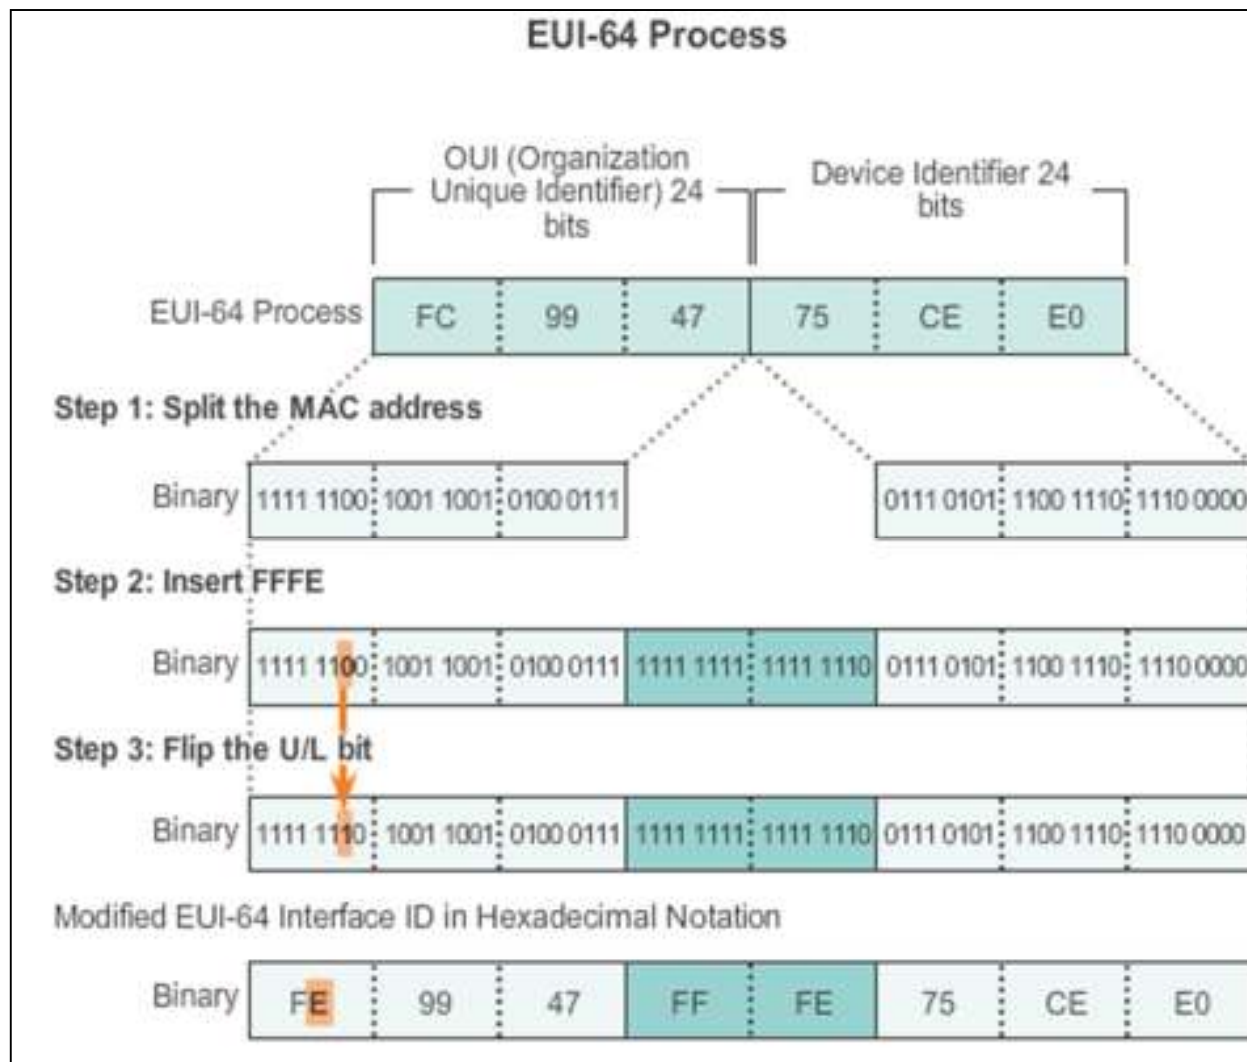 EUI-64 Process
OUI (Organization
Unique Identifier) 24
bits
Device Identifier 24
bits
EUI-64 Process FC 99 47 75 CE E0
Step 1: Split the MAC address
Binary 1111 1100 1001 1001 0100 0111 0111 0101 1100 1110 1110 0000
Step 2: Insert FFFE
Binary 1111 1100 1001 1001 0100 0111 1111 1111 1111 1110 0111 0101 1100 1110 1110 0000
Step 3: Flip the U/L bit
Binary 1111 1110 1001 1001 0100 0111 1111 1111 1111 1110 0111 0101 1100 1110 1110 0000
Modified EUI-64 Interface ID in Hexadecimal Notation
Binary FE 99 47 FF FE 75 CE E0